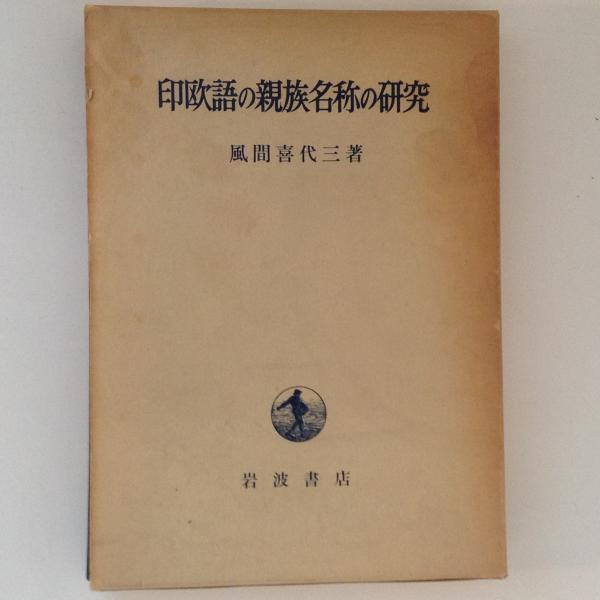 印欧語の親族名称の研究
風間喜代三著
岩波書店